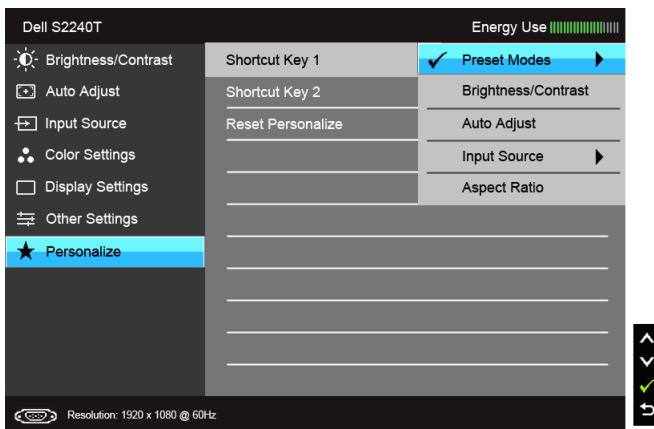 Dell S2240T
Energy Use
Brightness/Contrast
Auto Adjust
Input Source
Color Settings
Display Settings
Other Settings
Personalize
Shortcut Key 1
Shortcut Key 2
Reset Personalize
Preset Modes
Brightness/Contrast
Auto Adjust
Input Source
Aspect Ratio
Resolution: 1920 x 1080 @ 60Hz